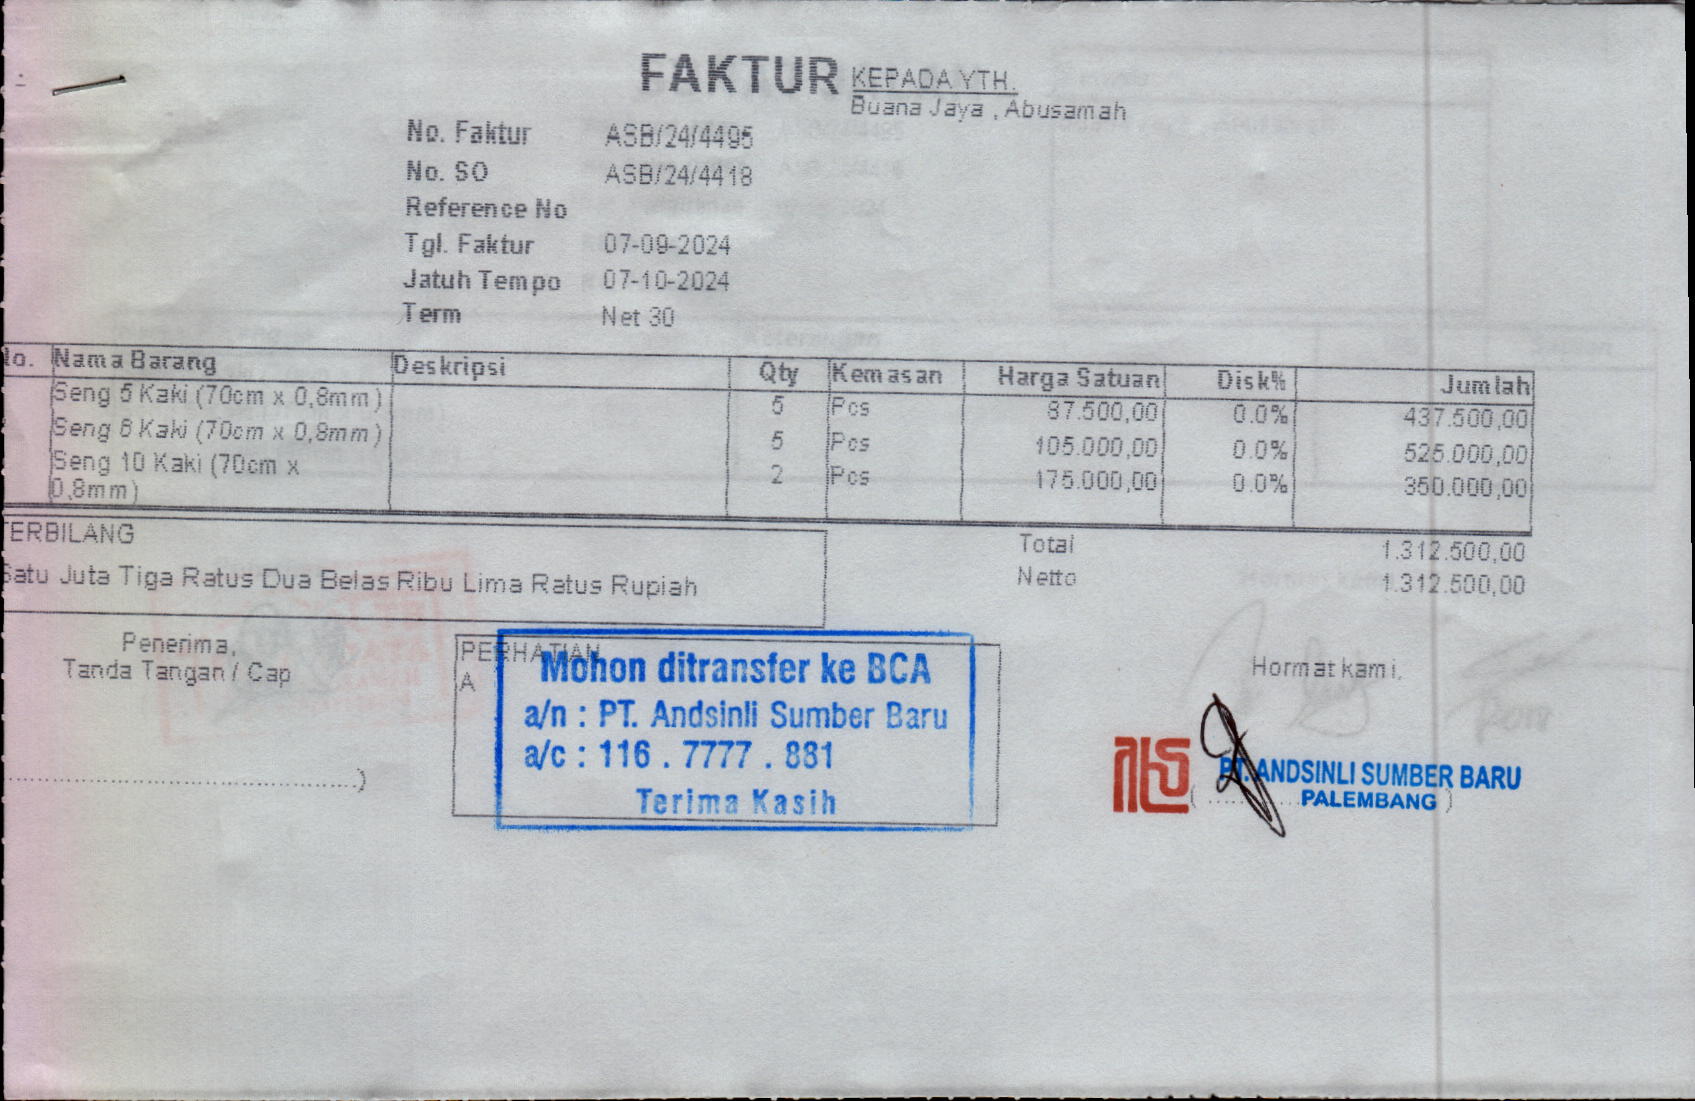 FAKTUR
KEPADA YTH.
Buana Jaya , Abusamah
No. Faktur ASB/24/4495
No. SO ASB/24/4418
Reference No
Tgl. Faktur 07-09-2024
Jatuh Tempo 07-10-2024
Term Net 30
No. Nama Barang Deskripsi Qty Kemasan Harga Satuan Disk% Jumlah
Seng 5 Kaki (70cm x 0,8mm) 5 Pcs 87.500,00 0.0% 437.500,00
Seng 6 Kaki (70cm x 0,8mm) 5 Pcs 105.000,00 0.0% 525.000,00
Seng 10 Kaki (70cm x 2 Pcs 175.000,00 0.0% 350.000,00
0,8mm)
TERBILANG
Satu Juta Tiga Ratus Dua Belas Ribu Lima Ratus Rupiah
Total 1.312.500,00
Netto 1.312.500,00
Penerima,
Tanda Tangan / Cap
PERHATIAN
A
Mohon ditransfer ke BCA
a/n : PT. Andsinli Sumber Baru
a/c : 116 . 7777 . 881
Terima Kasih
Hormat kami,
PT. ANDSINLI SUMBER BARU
PALEMBANG